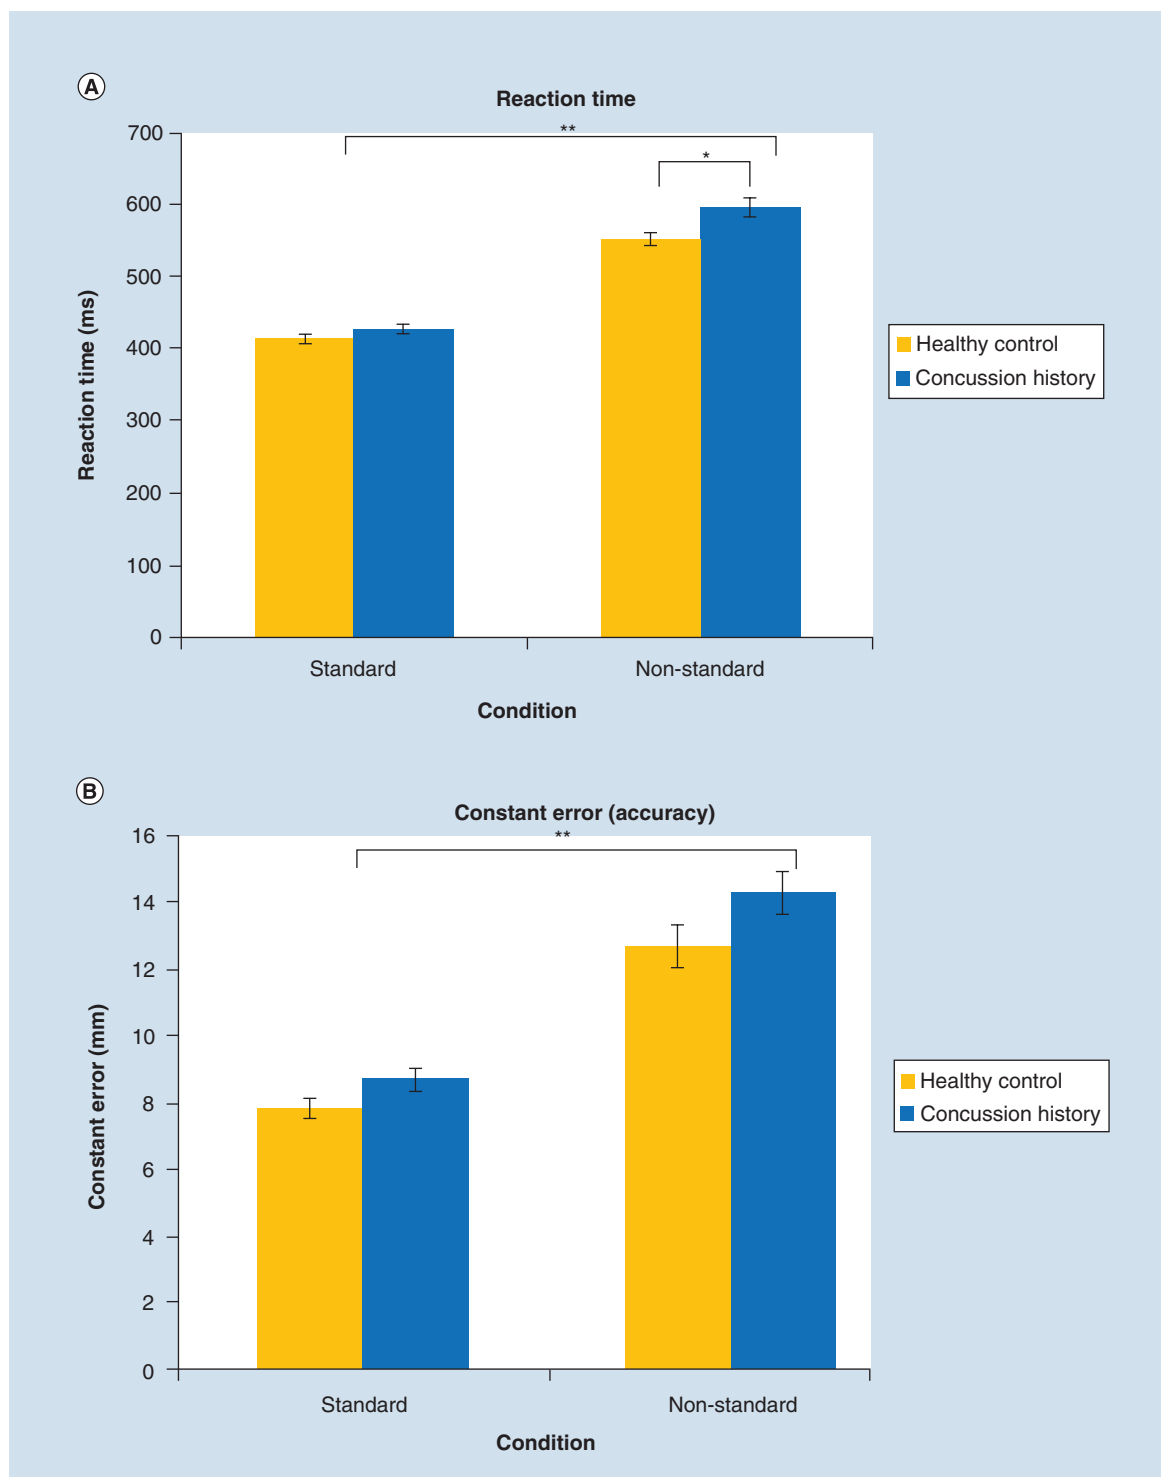 A
Reaction time
700
600
500
400
300
200
100
0
**
*
Reaction time (ms)
Standard
Non-standard
Condition
Healthy control
Concussion history
B
Constant error (accuracy)
**
16
14
12
10
8
6
4
2
0
Constant error (mm)
Standard
Non-standard
Condition
Healthy control
Concussion history